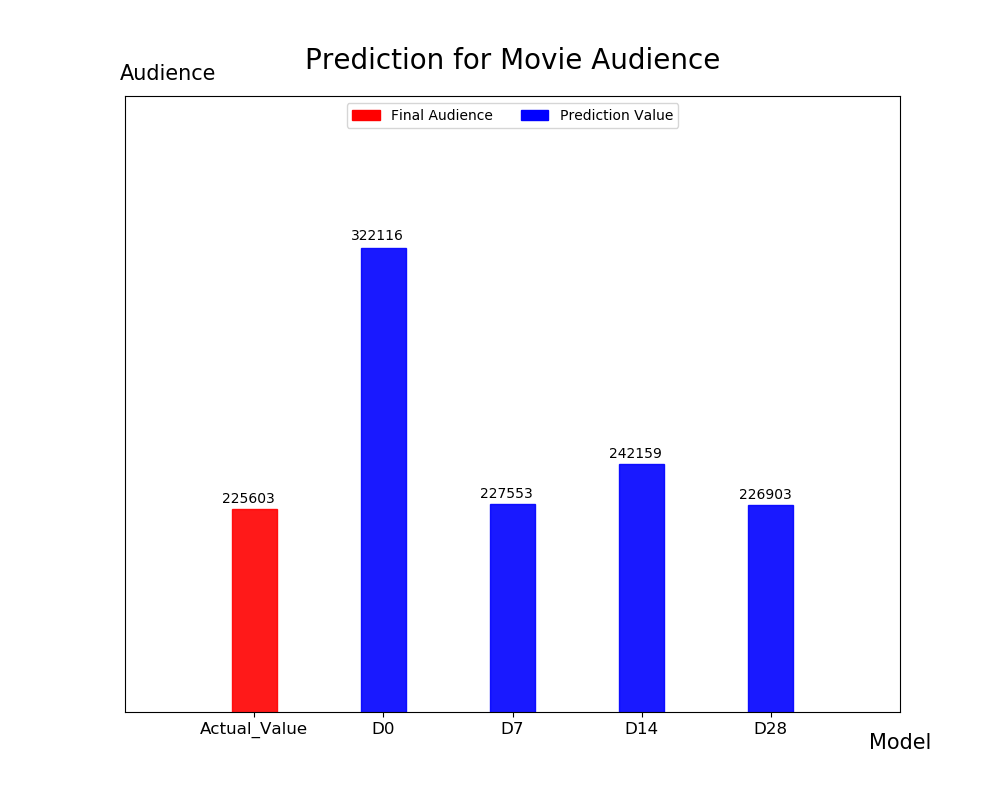 Prediction for Movie Audience
Audience
Final Audience
Prediction Value
322116
242159
227553
226903
225603
Actual_Value
D0
D7
D14
D28
Model